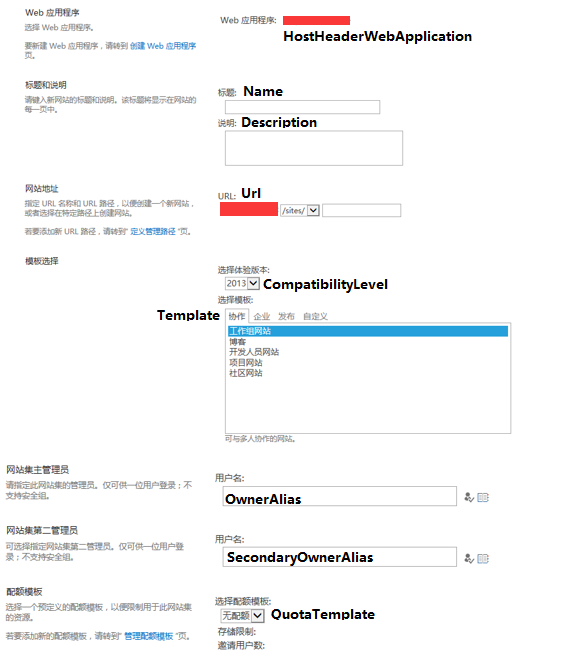 Web 应用程序
选择 Web 应用程序。
要新建 Web 应用程序，请转到 创建 Web 应用程序
页。
Web 应用程序:
HostHeaderWebApplication
标题和说明
请键入新网站的标题和说明。该标题将显示在网站的
每一页中。
标题: Name
说明: Description
网站地址
指定 URL 名称和 URL 路径，以便创建一个新网站，
或者选择在特定路径上创建网站。
若要添加新 URL 路径，请转到“ 定义管理路径 ”页。
URL: Url
/sites/
模板选择
选择体验版本:
2013 CompatibilityLevel
选择模板:
Template 协作 企业 发布 自定义
工作组网站
博客
开发人员网站
项目网站
社区网站
可与多人协作的网站。
网站集主管理员
请指定此网站集的管理员。仅可供一位用户登录；不
支持安全组。
用户名:
OwnerAlias
网站集第二管理员
可选择指定网站集第二管理员。仅可供一位用户登
录；不支持安全组。
用户名:
SecondaryOwnerAlias
配额模板
选择一个预定义的配额模板，以便限制用于此网站集
的资源。
若要添加新的配额模板，请转到“ 管理配额模板 ”页。
选择配额模板:
无配额 QuotaTemplate
存储限制:
邀请用户数: